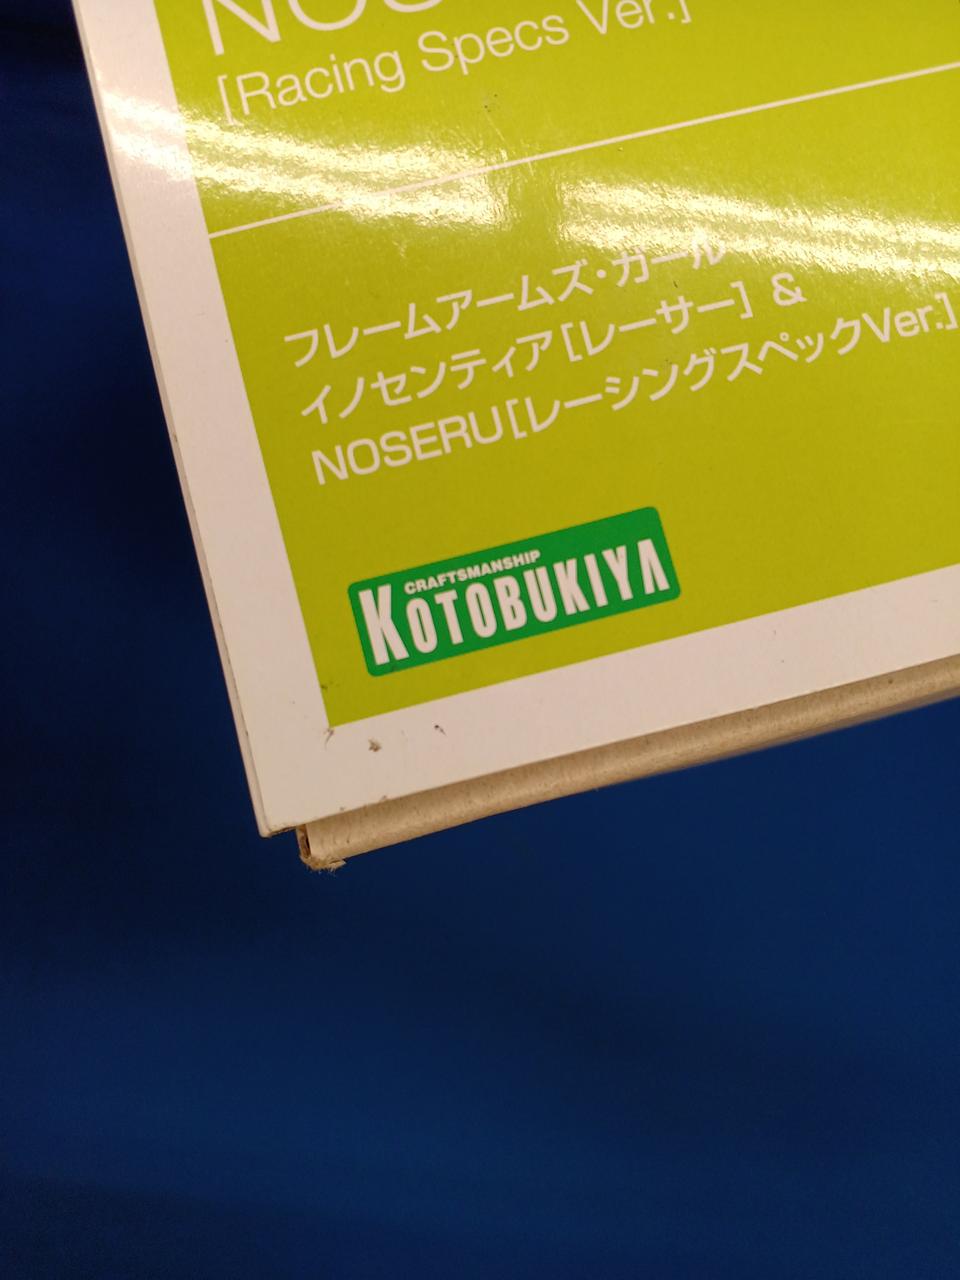 [Racing Specs Ver.]
フレームアームズ・ガール
イノセンティア[レーサー] &
NOSERU[レーシングスペックVer.]
CRAFTSMANSHIP
KOTOBUKIYA